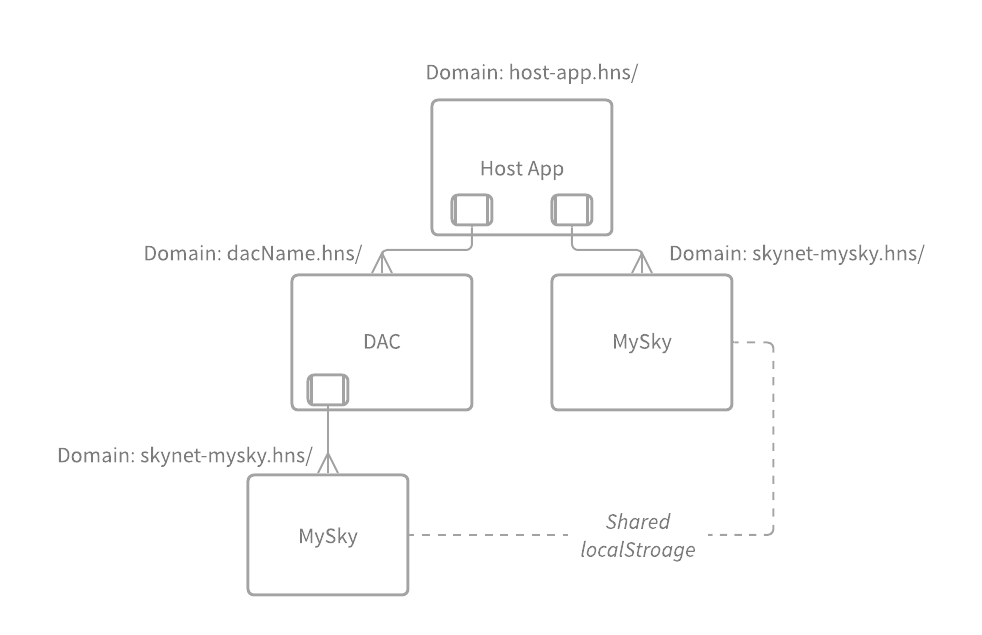 Domain: host-app.hns/
Host App
Domain: dacName.hns/
Domain: skynet-mysky.hns/
DAC
MySky
Domain: skynet-mysky.hns/
MySky
Shared
localStroage